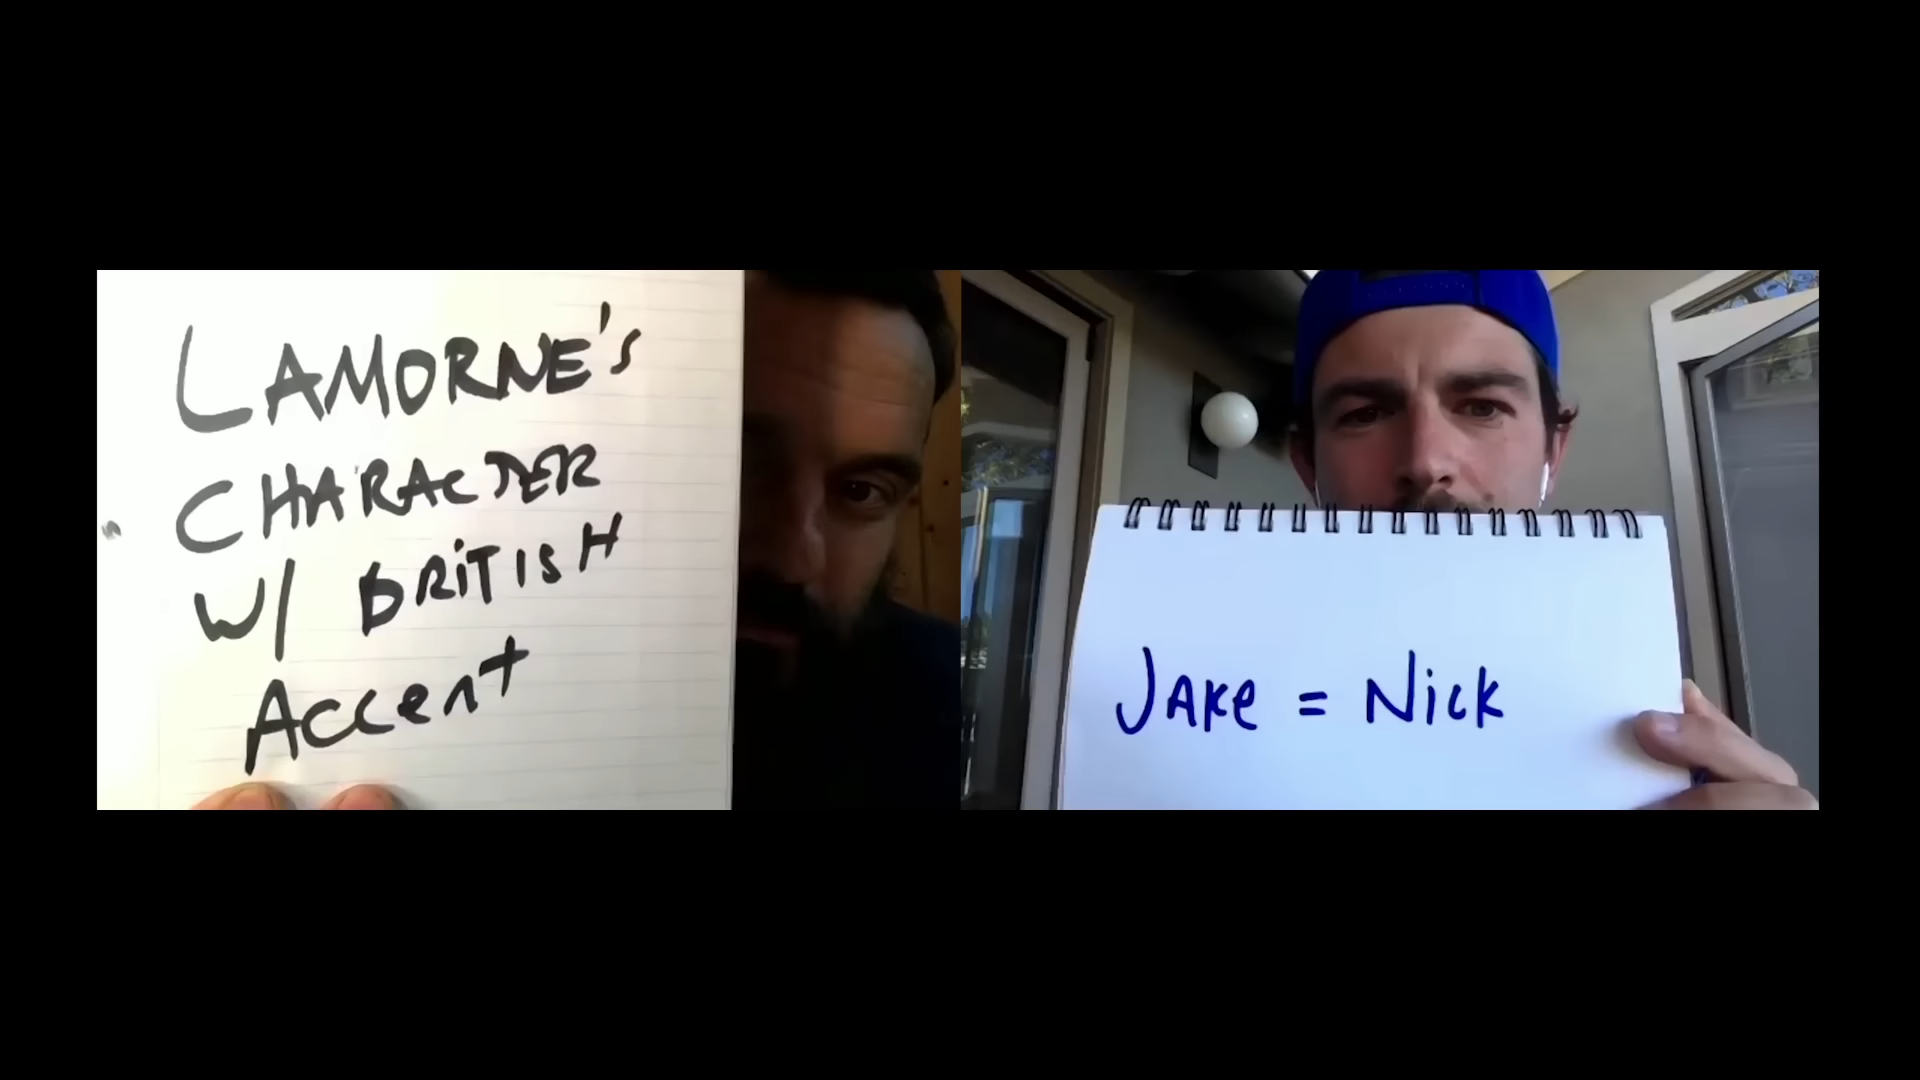 LAMORNE's
CHARACTER
W/ BRiTISH
Accent
JAKe = Nick